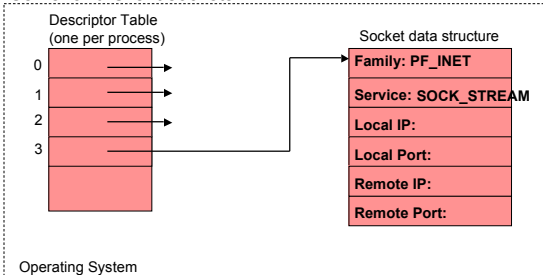 Descriptor Table
(one per process)
Socket data structure
0
1
2
3
Family: PF_INET
Service: SOCK_STREAM
Local IP:
Local Port:
Remote IP:
Remote Port:
Operating System